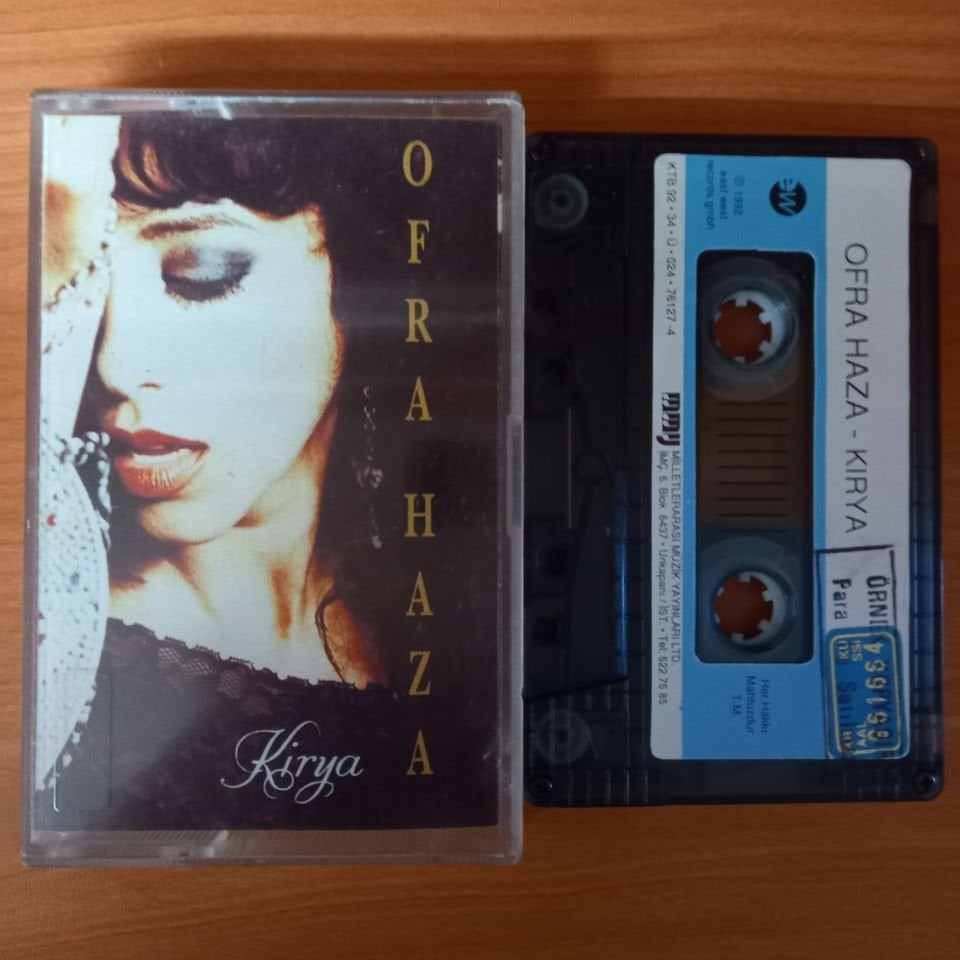 OFRA HAZA
Kirya
OFRA HAZA - KIRYA
ew
℗ 1992
east west
records gmbh
Her Hakkı
Mahfuzdur.
T.M.
KTB 92 • 34 • Ü • 024 • 76127 -4
MMY
MİLLETLERARASI MÜZİK YAYINLARI LTD.
İMÇ. 6. Blok 6437 • Unkapanı / İST. • Tel: 522 75 85
Para